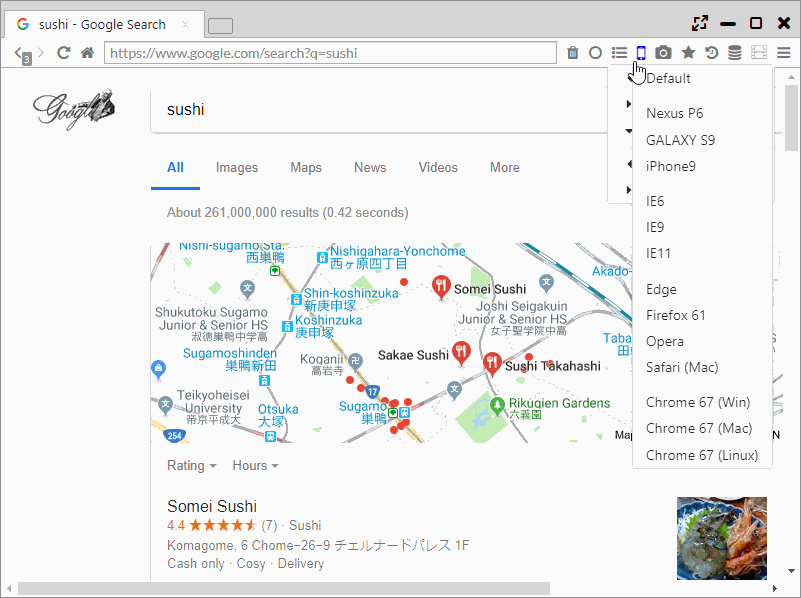 sushi - Google Search
3
https://www.google.com/search?q=sushi
Google
sushi
All Images Maps News Videos More
About 261,000,000 results (0.42 seconds)
Default
Nexus P6
GALAXY S9
iPhone9
IE6
IE9
IE11
Edge
Firefox 61
Opera
Safari (Mac)
Chrome 67 (Win)
Chrome 67 (Mac)
Chrome 67 (Linux)
Nishi-sugamo Sta.
西巣鴨
Nishigahara-Yonchome
西ヶ原四丁目
Akado-
Shin-koshinzuka
新庚申塚
Somei Sushi
Shukutoku Sugamo
Junior & Senior HS
淑徳巣鴨中学高
Koshinzuka
庚申塚
Joshi Seigakuin
Junior & Senior HS
女子聖学院中高
Taba
田端
Sugamoshinden
巣鴨新田
Koganji
高岩寺
Sakae Sushi
Sushi Takahashi
17
Teikyoheisei
University
帝京平成大
Otsuka
大塚
Sugamo
巣鴨
Rikugien Gardens
六義園
254
Map
N
Rating Hours
Somei Sushi
4.4 (7) · Sushi
Komagome, 6 Chome−26−9 チェルナードパレス 1F
Cash only · Cosy · Delivery